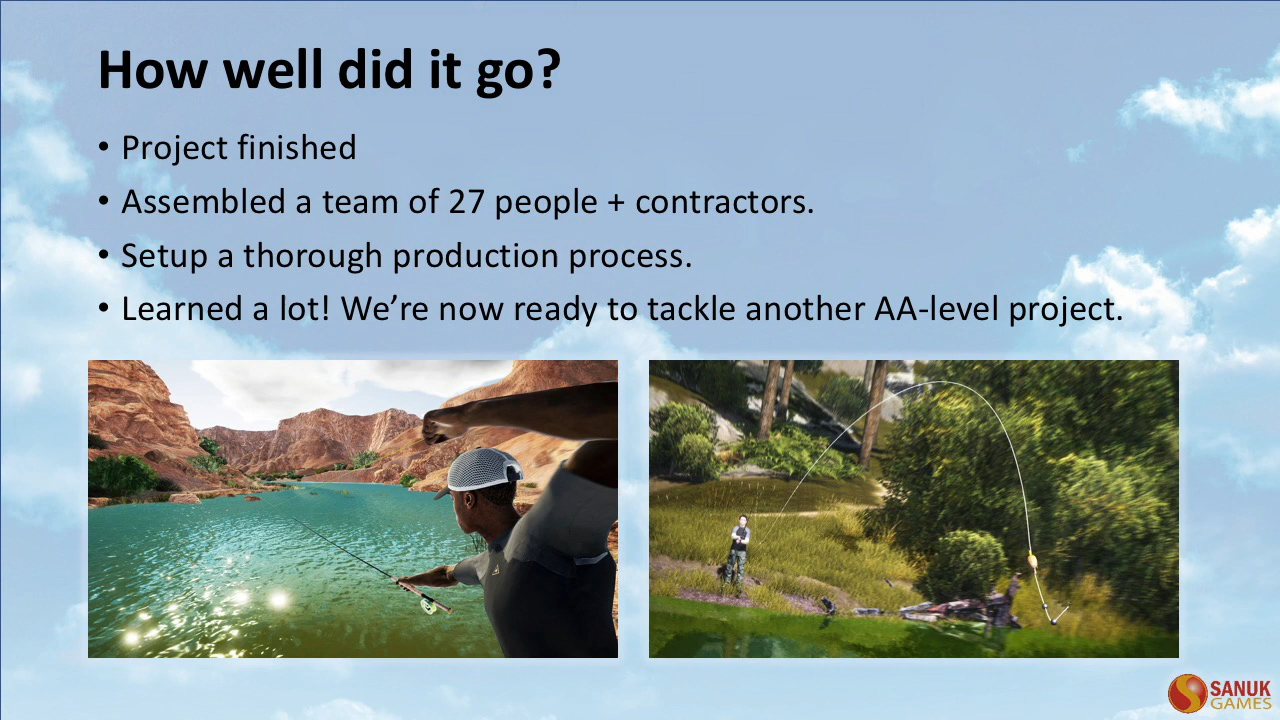 How well did it go?
• Project finished
• Assembled a team of 27 people + contractors.
• Setup a thorough production process.
• Learned a lot! We’re now ready to tackle another AA-level project.
SANUK
GAMES